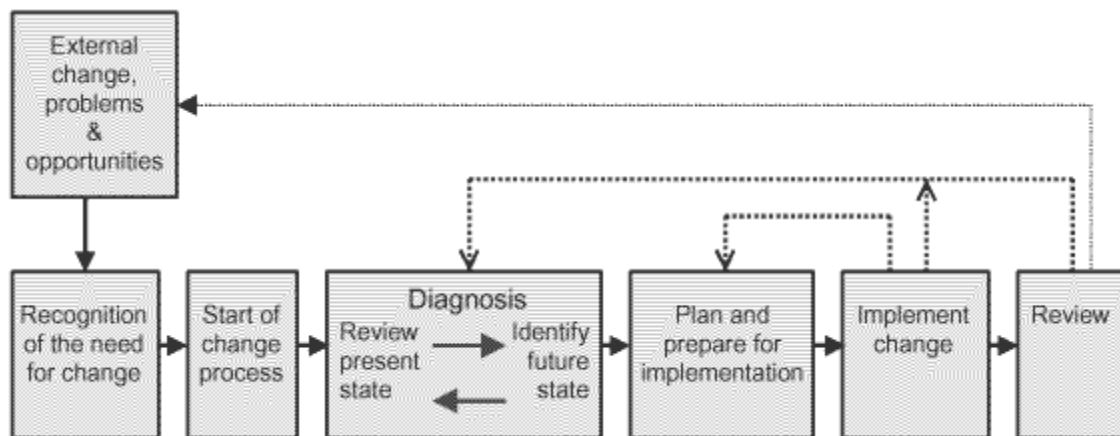 External
change,
problems
&
opportunities
Recognition
of the need
for change
Start of
change
process
Diagnosis
Review
present
state
Identify
future
state
Plan and
prepare for
implementation
Implement
change
Review